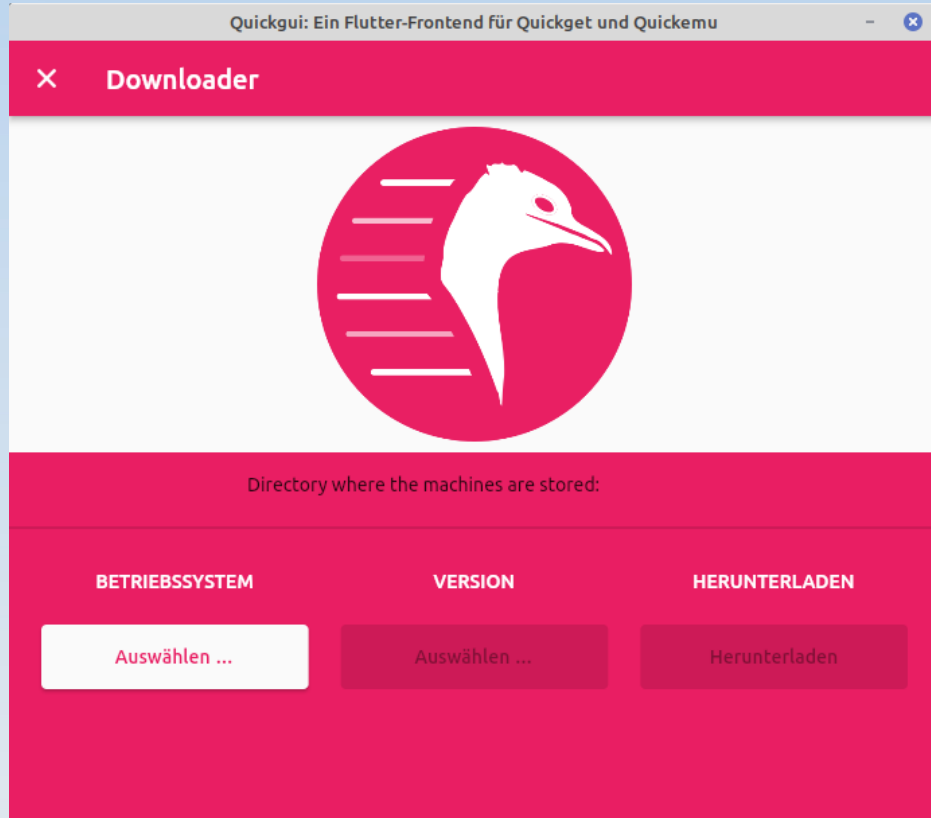 Quickgui: Ein Flutter-Frontend für Quickget und Quickemu
Downloader
Directory where the machines are stored:
BETRIEBSSYSTEM
VERSION
HERUNTERLADEN
Auswählen ...
Auswählen ...
Herunterladen